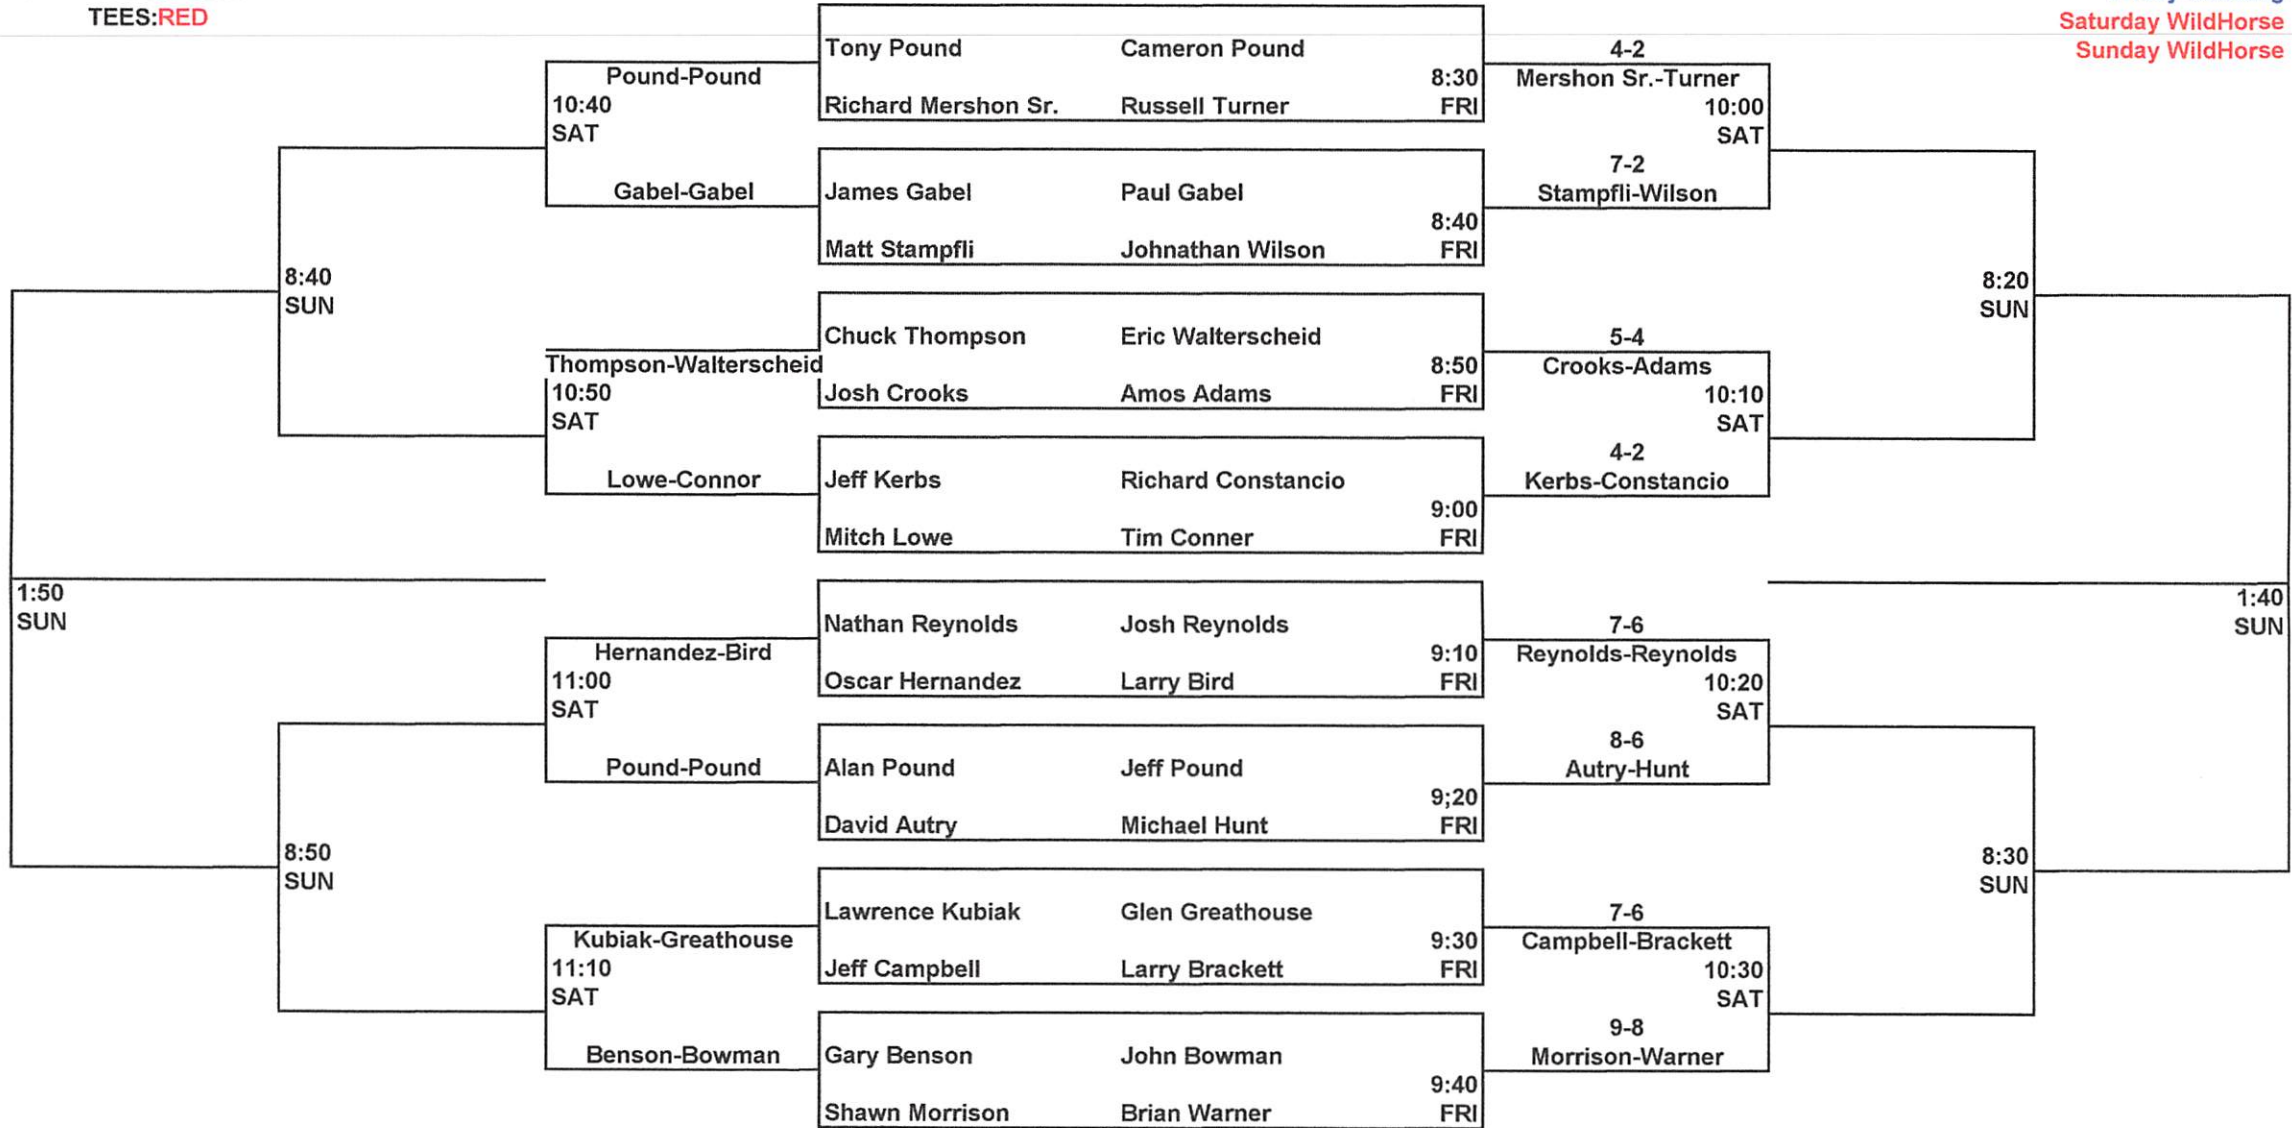 TEES:RED
Saturday WildHorse
Sunday WildHorse
Tony Pound Cameron Pound 4-2
Pound-Pound 8:30 Mershon Sr.-Turner
10:40 Richard Mershon Sr. Russell Turner FRI 10:00
SAT SAT
7-2
Gabel-Gabel James Gabel Paul Gabel Stampfli-Wilson
8:40
Matt Stampfli Johnathan Wilson FRI
8:40 8:20
SUN SUN
Chuck Thompson Eric Walterscheid 5-4
Thompson-Walterscheid 8:50 Crooks-Adams
10:50 Josh Crooks Amos Adams FRI 10:10
SAT SAT
4-2
Lowe-Connor Jeff Kerbs Richard Constancio Kerbs-Constancio
9:00
Mitch Lowe Tim Conner FRI
1:50 1:40
SUN SUN
Nathan Reynolds Josh Reynolds 7-6
Hernandez-Bird 9:10 Reynolds-Reynolds
11:00 Oscar Hernandez Larry Bird FRI 10:20
SAT SAT
8-6
Pound-Pound Alan Pound Jeff Pound Autry-Hunt
9;20
David Autry Michael Hunt FRI
8:50 8:30
SUN SUN
Lawrence Kubiak Glen Greathouse 7-6
Kubiak-Greathouse 9:30 Campbell-Brackett
11:10 Jeff Campbell Larry Brackett FRI 10:30
SAT SAT
9-8
Benson-Bowman Gary Benson John Bowman Morrison-Warner
9:40
Shawn Morrison Brian Warner FRI